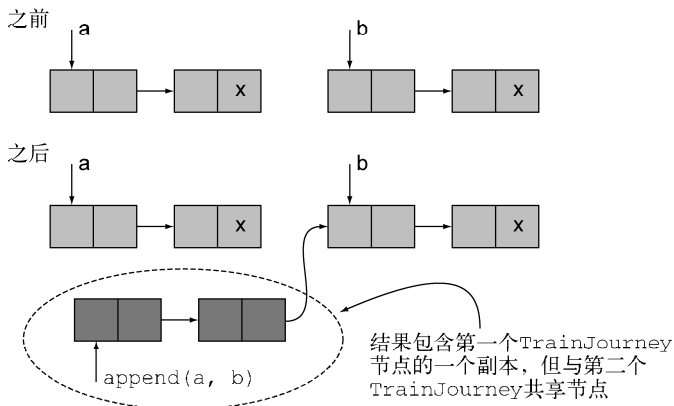 之前
a
b
x
x
之后
a
b
x
x
append(a, b)
结果包含第一个TrainJourney
节点的一个副本，但与第二个
TrainJourney共享节点